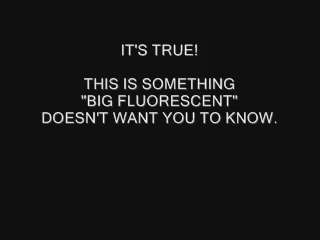 IT'S TRUE!
THIS IS SOMETHING
"BIG FLUORESCENT"
DOESN'T WANT YOU TO KNOW.